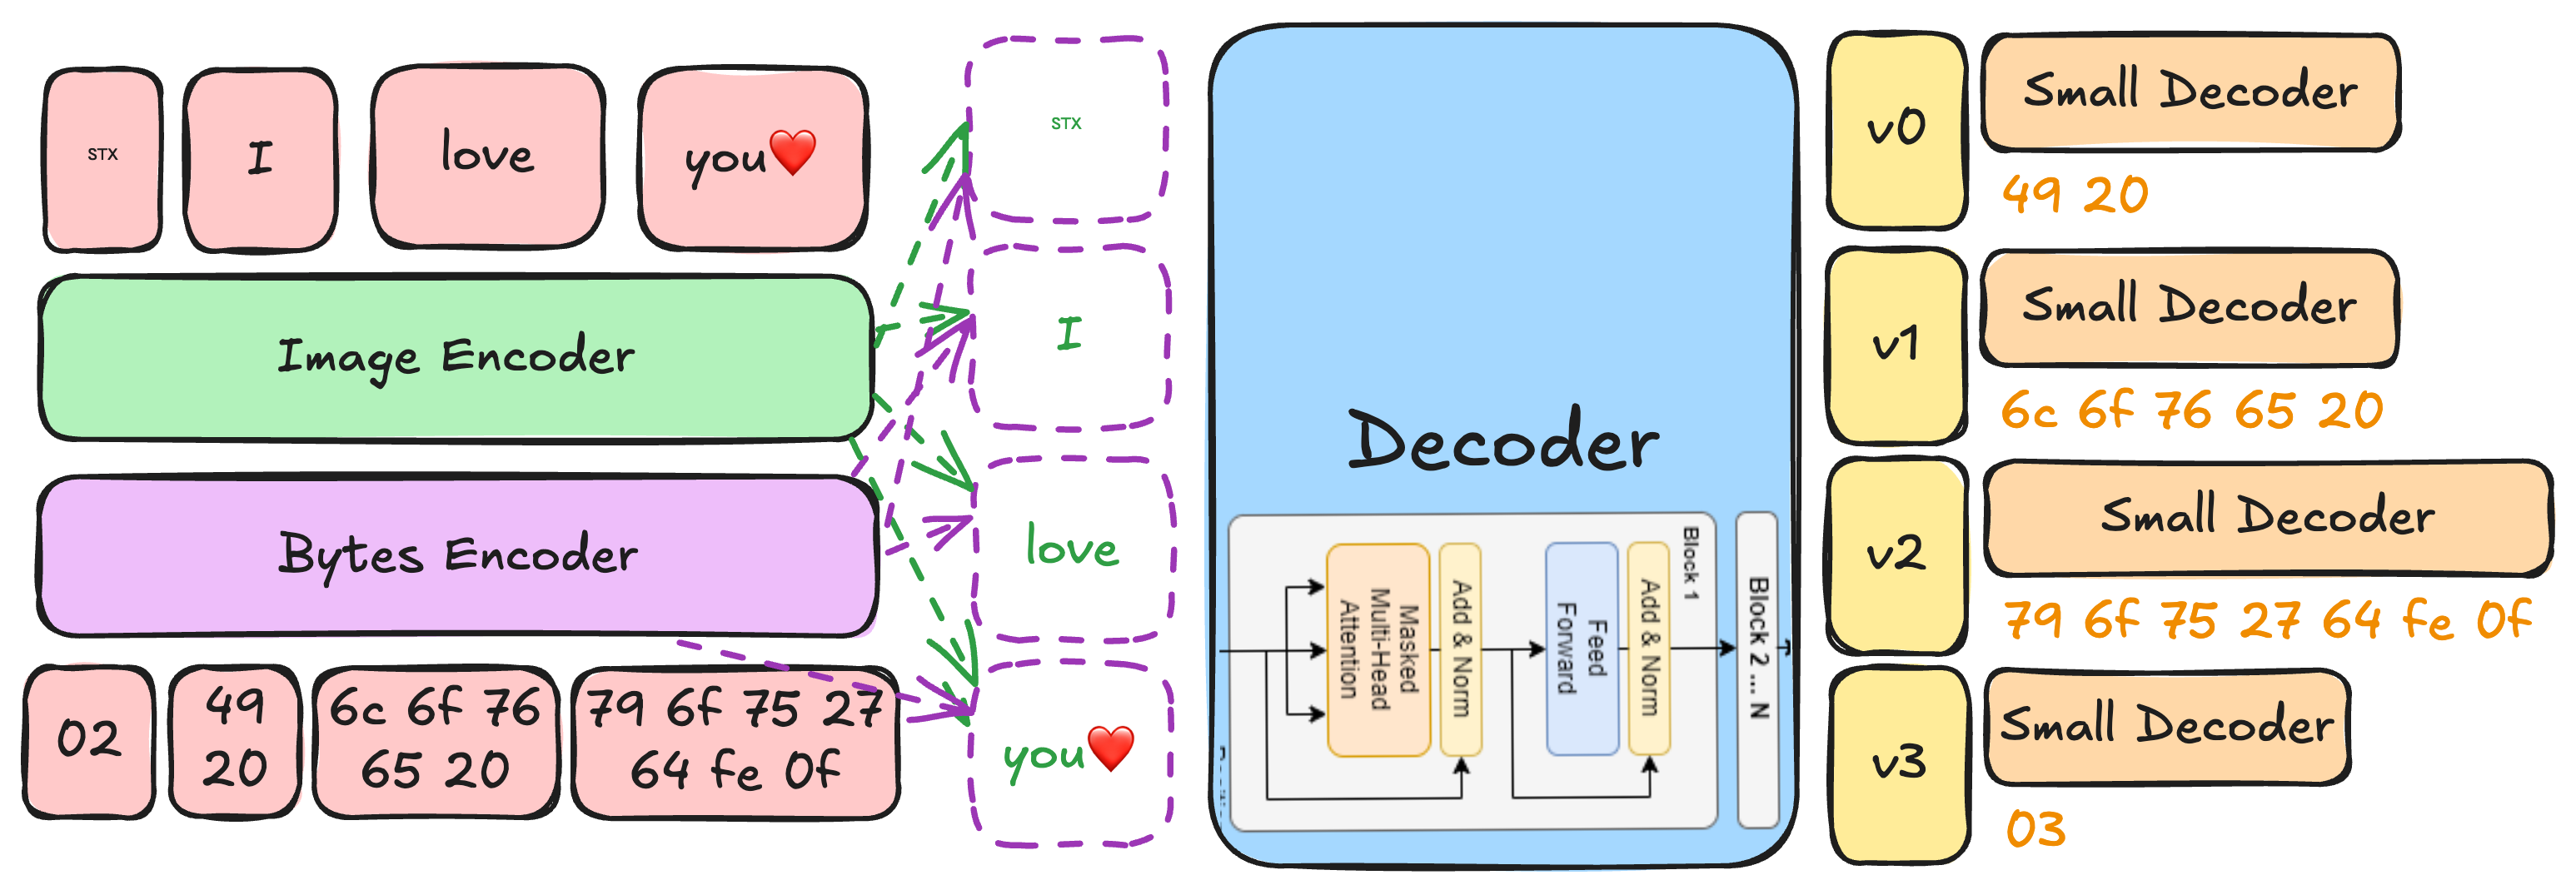 STX
I
love
you❤️
Image Encoder
Bytes Encoder
02
49
20
6c 6f 76
65 20
79 6f 75 27
64 fe 0f
STX
I
love
you❤️
Decoder
Masked
Multi-Head
Attention
Add & Norm
Feed
Forward
Add & Norm
Block 1
Block 2 ... N
v0
Small Decoder
49 20
v1
Small Decoder
6c 6f 76 65 20
v2
Small Decoder
79 6f 75 27 64 fe 0f
v3
Small Decoder
03